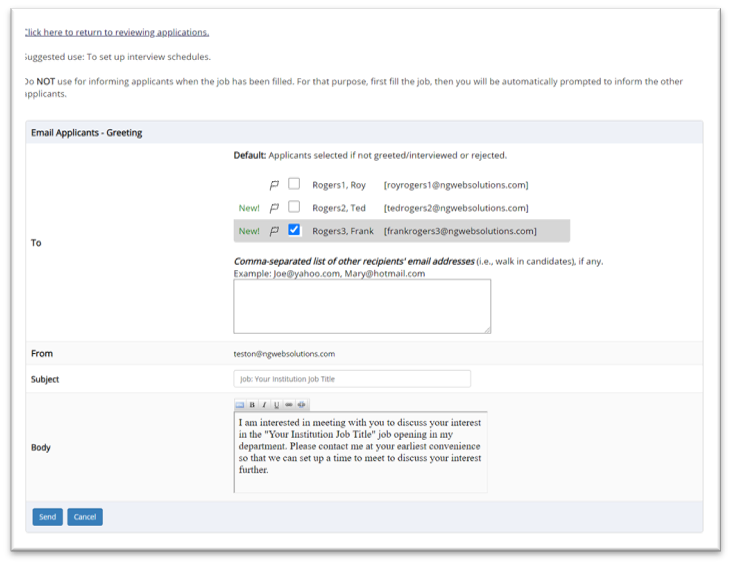 lick here to return to reviewing applications.
uggested use: To set up interview schedules.
Do NOT use for informing applicants when the job has been filled. For that purpose, first fill the job, then you will be automatically prompted to inform the other
applicants.
Email Applicants - Greeting
Default: Applicants selected if not greeted/interviewed or rejected.
Rogers1, Roy [royrogers1@ngwebsolutions.com]
New! Rogers2, Ted [tedrogers2@ngwebsolutions.com]
New! Rogers3, Frank [frankrogers3@ngwebsolutions.com]
To
Comma-separated list of other recipients' email addresses (i.e., walk in candidates), if any.
Example: Joe@yahoo.com, Mary@hotmail.com
From teston@ngwebsolutions.com
Subject Job: Your Institution Job Title
B I U
Body
I am interested in meeting with you to discuss your interest
in the "Your Institution Job Title" job opening in my
department. Please contact me at your earliest convenience
so that we can set up a time to meet to discuss your interest
further.
Send Cancel